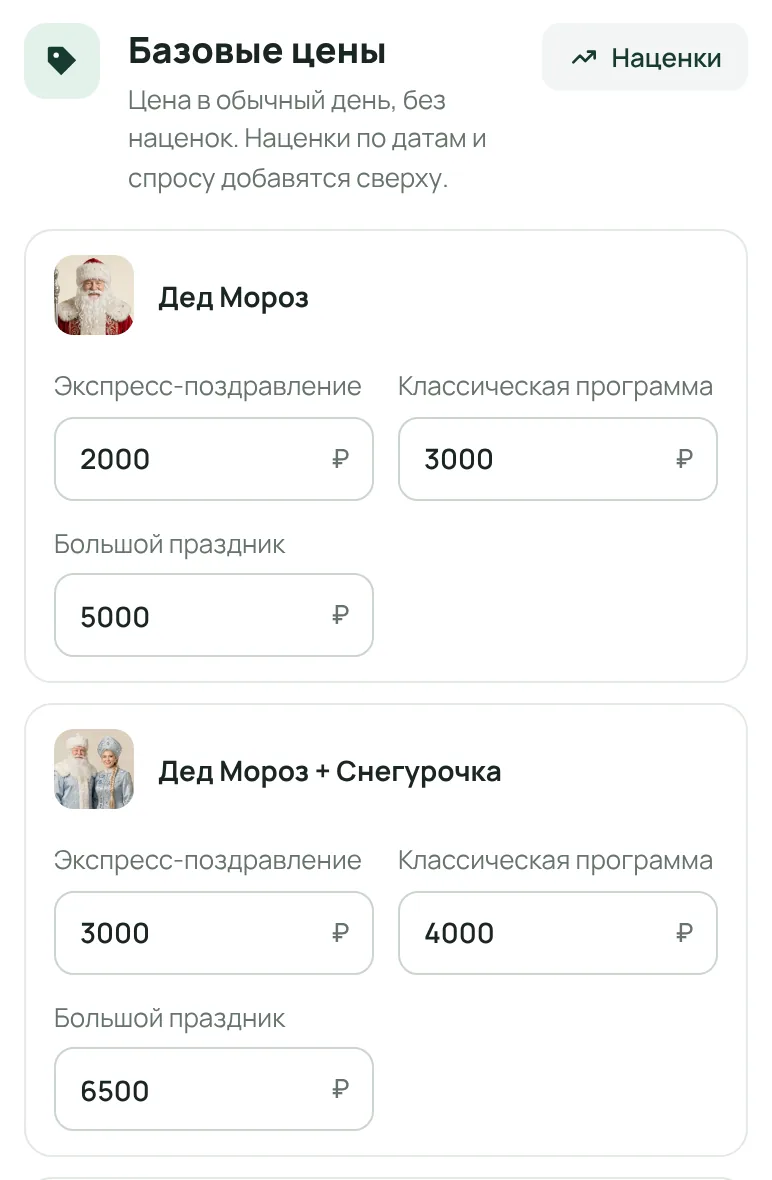 Базовые цены
Наценки
Цена в обычный день, без
наценок. Наценки по датам и
спросу добавятся сверху.
Дед Мороз
Экспресс-поздравление
Классическая программа
2000 ₽
3000 ₽
Большой праздник
5000 ₽
Дед Мороз + Снегурочка
Экспресс-поздравление
Классическая программа
3000 ₽
4000 ₽
Большой праздник
6500 ₽